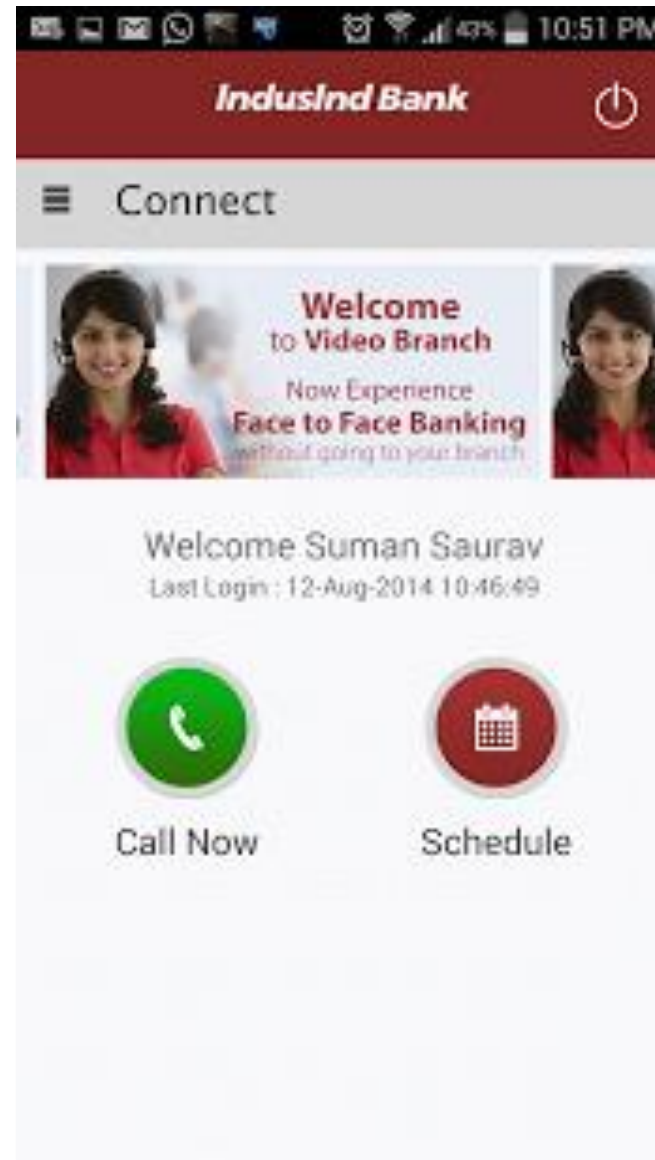 43% 10:51 PM
IndusInd Bank
Connect
Welcome
to Video Branch
Now Experience
Face to Face Banking
without going to your branch
Welcome Suman Saurav
Last Login : 12-Aug-2014 10:46:49
Call Now
Schedule